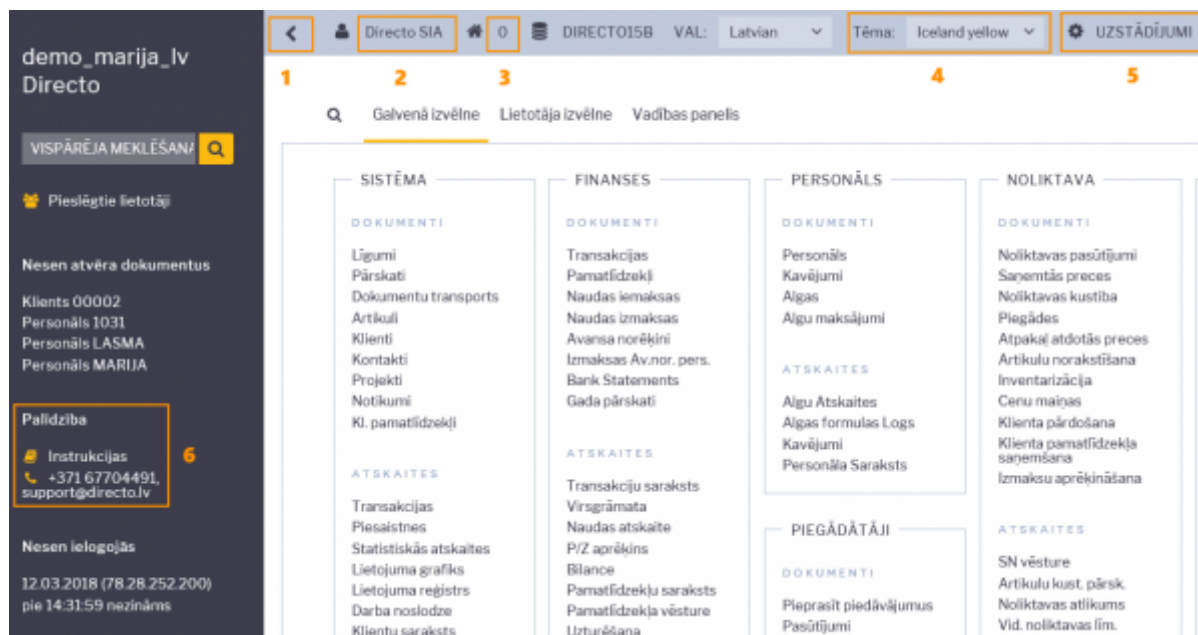 demo_marija_lv
Directo
VISPĀRĒJA MEKLĒŠANA
Pieslēgtie lietotāji
Nesen atvēra dokumentus
Klients 00002
Personāls 1031
Personāls LASMA
Personāls MARIJA
Palīdzība
Instrukcijas
6
+371 67704491,
support@directo.lv
Nesen ielogojās
12.03.2018 (78.28.252.200)
pie 14:31:59 nezināms
Directo SIA 0 DIRECTO15B VAL: Latvian Tēma: Iceland yellow UZSTĀDĪJUMI
1 2 3 4 5
Galvenā izvēlne Lietotāja izvēlne Vadības panelis
SISTĒMA
DOKUMENTI
Līgumi
Pārskati
Dokumentu transports
Artikuli
Klienti
Kontakti
Projekti
Notikumi
Kl. pamatlīdzekļi
ATSKAITES
Transakcijas
Piesaistnes
Statistiskās atskaites
Lietojuma grafiks
Lietojuma reģistrs
Darba noslodze
Klientu saraksts
FINANSES
DOKUMENTI
Transakcijas
Pamatlīdzekļi
Naudas iemaksas
Naudas izmaksas
Avansa norēķini
Izmaksas Av.nor. pers.
Bank Statements
Gada pārskati
ATSKAITES
Transakciju saraksts
Virsgrāmata
Naudas atskaite
P/Z aprēķins
Bilance
Pamatlīdzekļu saraksts
Pamatlīdzekļa vēsture
Uzturēšana
PERSONĀLS
DOKUMENTI
Personāls
Kavējumi
Algas
Algu maksājumi
ATSKAITES
Algu Atskaites
Algas formulas Logs
Kavējumi
Personāla Saraksts
PIEGĀDĀTĀJI
DOKUMENTI
Pieprasīt piedāvājumus
Pasūtījumi
NOLIKTAVA
DOKUMENTI
Noliktavas pasūtījumi
Saņemtās preces
Noliktavas kustība
Piegādes
Atpakaļ atdotās preces
Artikulu norakstīšana
Inventarizācija
Cenu maiņas
Klienta pārdošana
Klienta pamatlīdzekļa
saņemšana
Izmaksu aprēķināšana
ATSKAITES
SN vēsture
Artikulu kust. pārsk.
Noliktavas atlikums
Vid. noliktavas līm.